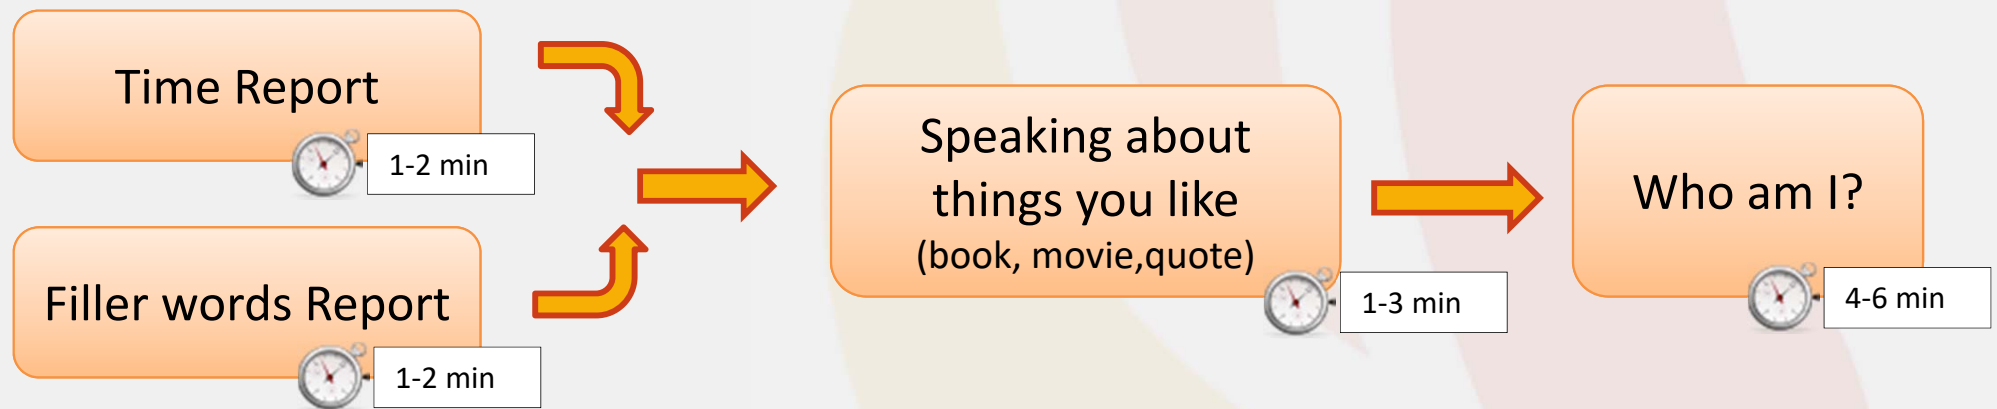 Time Report
1-2 min
Filler words Report
1-2 min
Speaking about
things you like
(book, movie,quote)
1-3 min
Who am I?
4-6 min